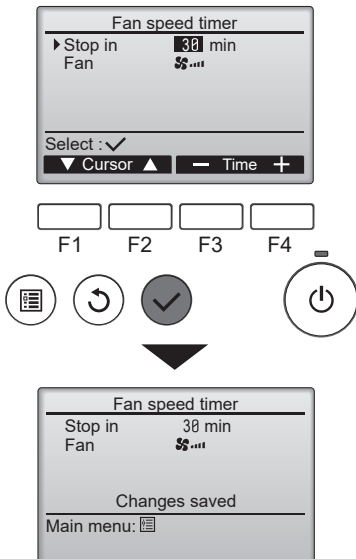 Fan speed timer
Stop in 30 min
Fan
Select :
Cursor — Time +
F1 F2 F3 F4
Fan speed timer
Stop in 30 min
Fan
Changes saved
Main menu: